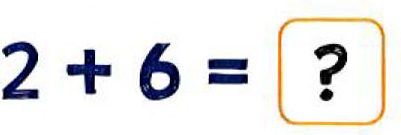 2 + 6 = ?